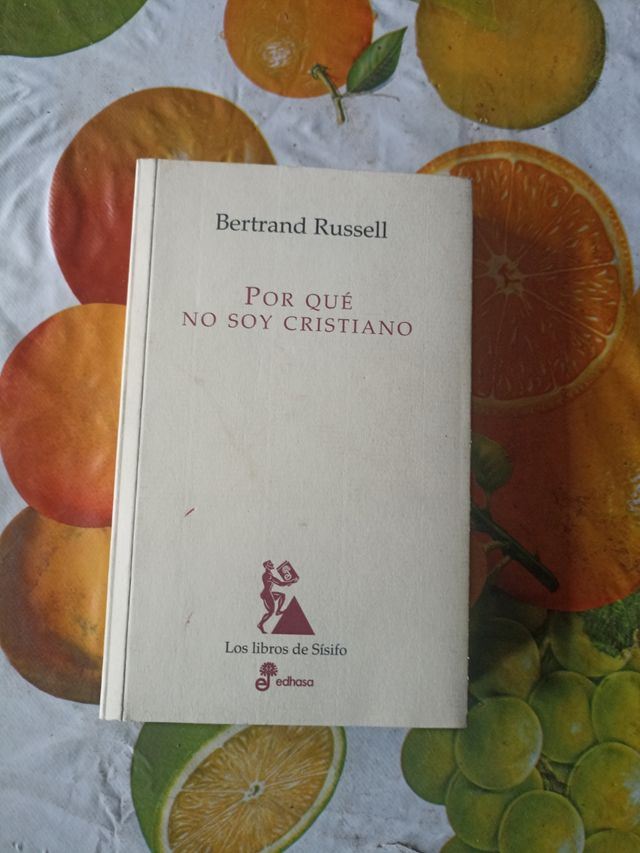 Bertrand Russell
POR QUÉ
NO SOY CRISTIANO
Los libros de Sísifo
edhasa